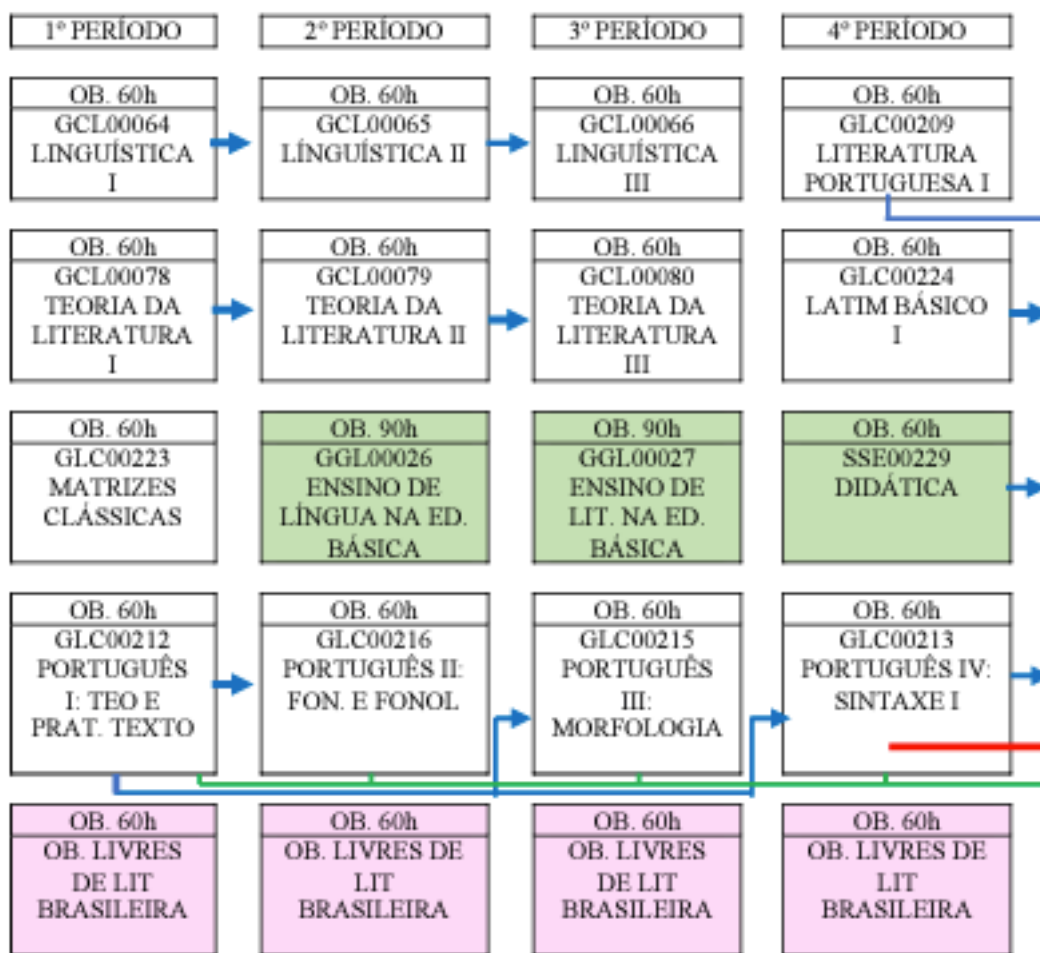 1º PERÍODO
2º PERÍODO
3º PERÍODO
4º PERÍODO
OB. 60h
GCL00064
LINGUÍSTICA
I
OB. 60h
GCL00065
LÍNGUÍSTICA II
OB. 60h
GCL00066
LINGUÍSTICA
III
OB. 60h
GLC00209
LITERATURA
PORTUGUESA I
OB. 60h
GCL00078
TEORIA DA
LITERATURA
I
OB. 60h
GCL00079
TEORIA DA
LITERATURA II
OB. 60h
GCL00080
TEORIA DA
LITERATURA
III
OB. 60h
GLC00224
LATIM BÁSICO
I
OB. 60h
GLC00223
MATRIZES
CLÁSSICAS
OB. 90h
GGL00026
ENSINO DE
LÍNGUA NA ED.
BÁSICA
OB. 90h
GGL00027
ENSINO DE
LIT. NA ED.
BÁSICA
OB. 60h
SSE00229
DIDÁTICA
OB. 60h
GLC00212
PORTUGUÊS
I: TEO E
PRAT. TEXTO
OB. 60h
GLC00216
PORTUGUÊS II:
FON. E FONOL
OB. 60h
GLC00215
PORTUGUÊS
III:
MORFOLOGIA
OB. 60h
GLC00213
PORTUGUÊS IV:
SINTAXE I
OB. 60h
OB. LIVRES
DE LIT
BRASILEIRA
OB. 60h
OB. LIVRES DE
LIT
BRASILEIRA
OB. 60h
OB. LIVRES
DE LIT
BRASILEIRA
OB. 60h
OB. LIVRES DE
LIT
BRASILEIRA